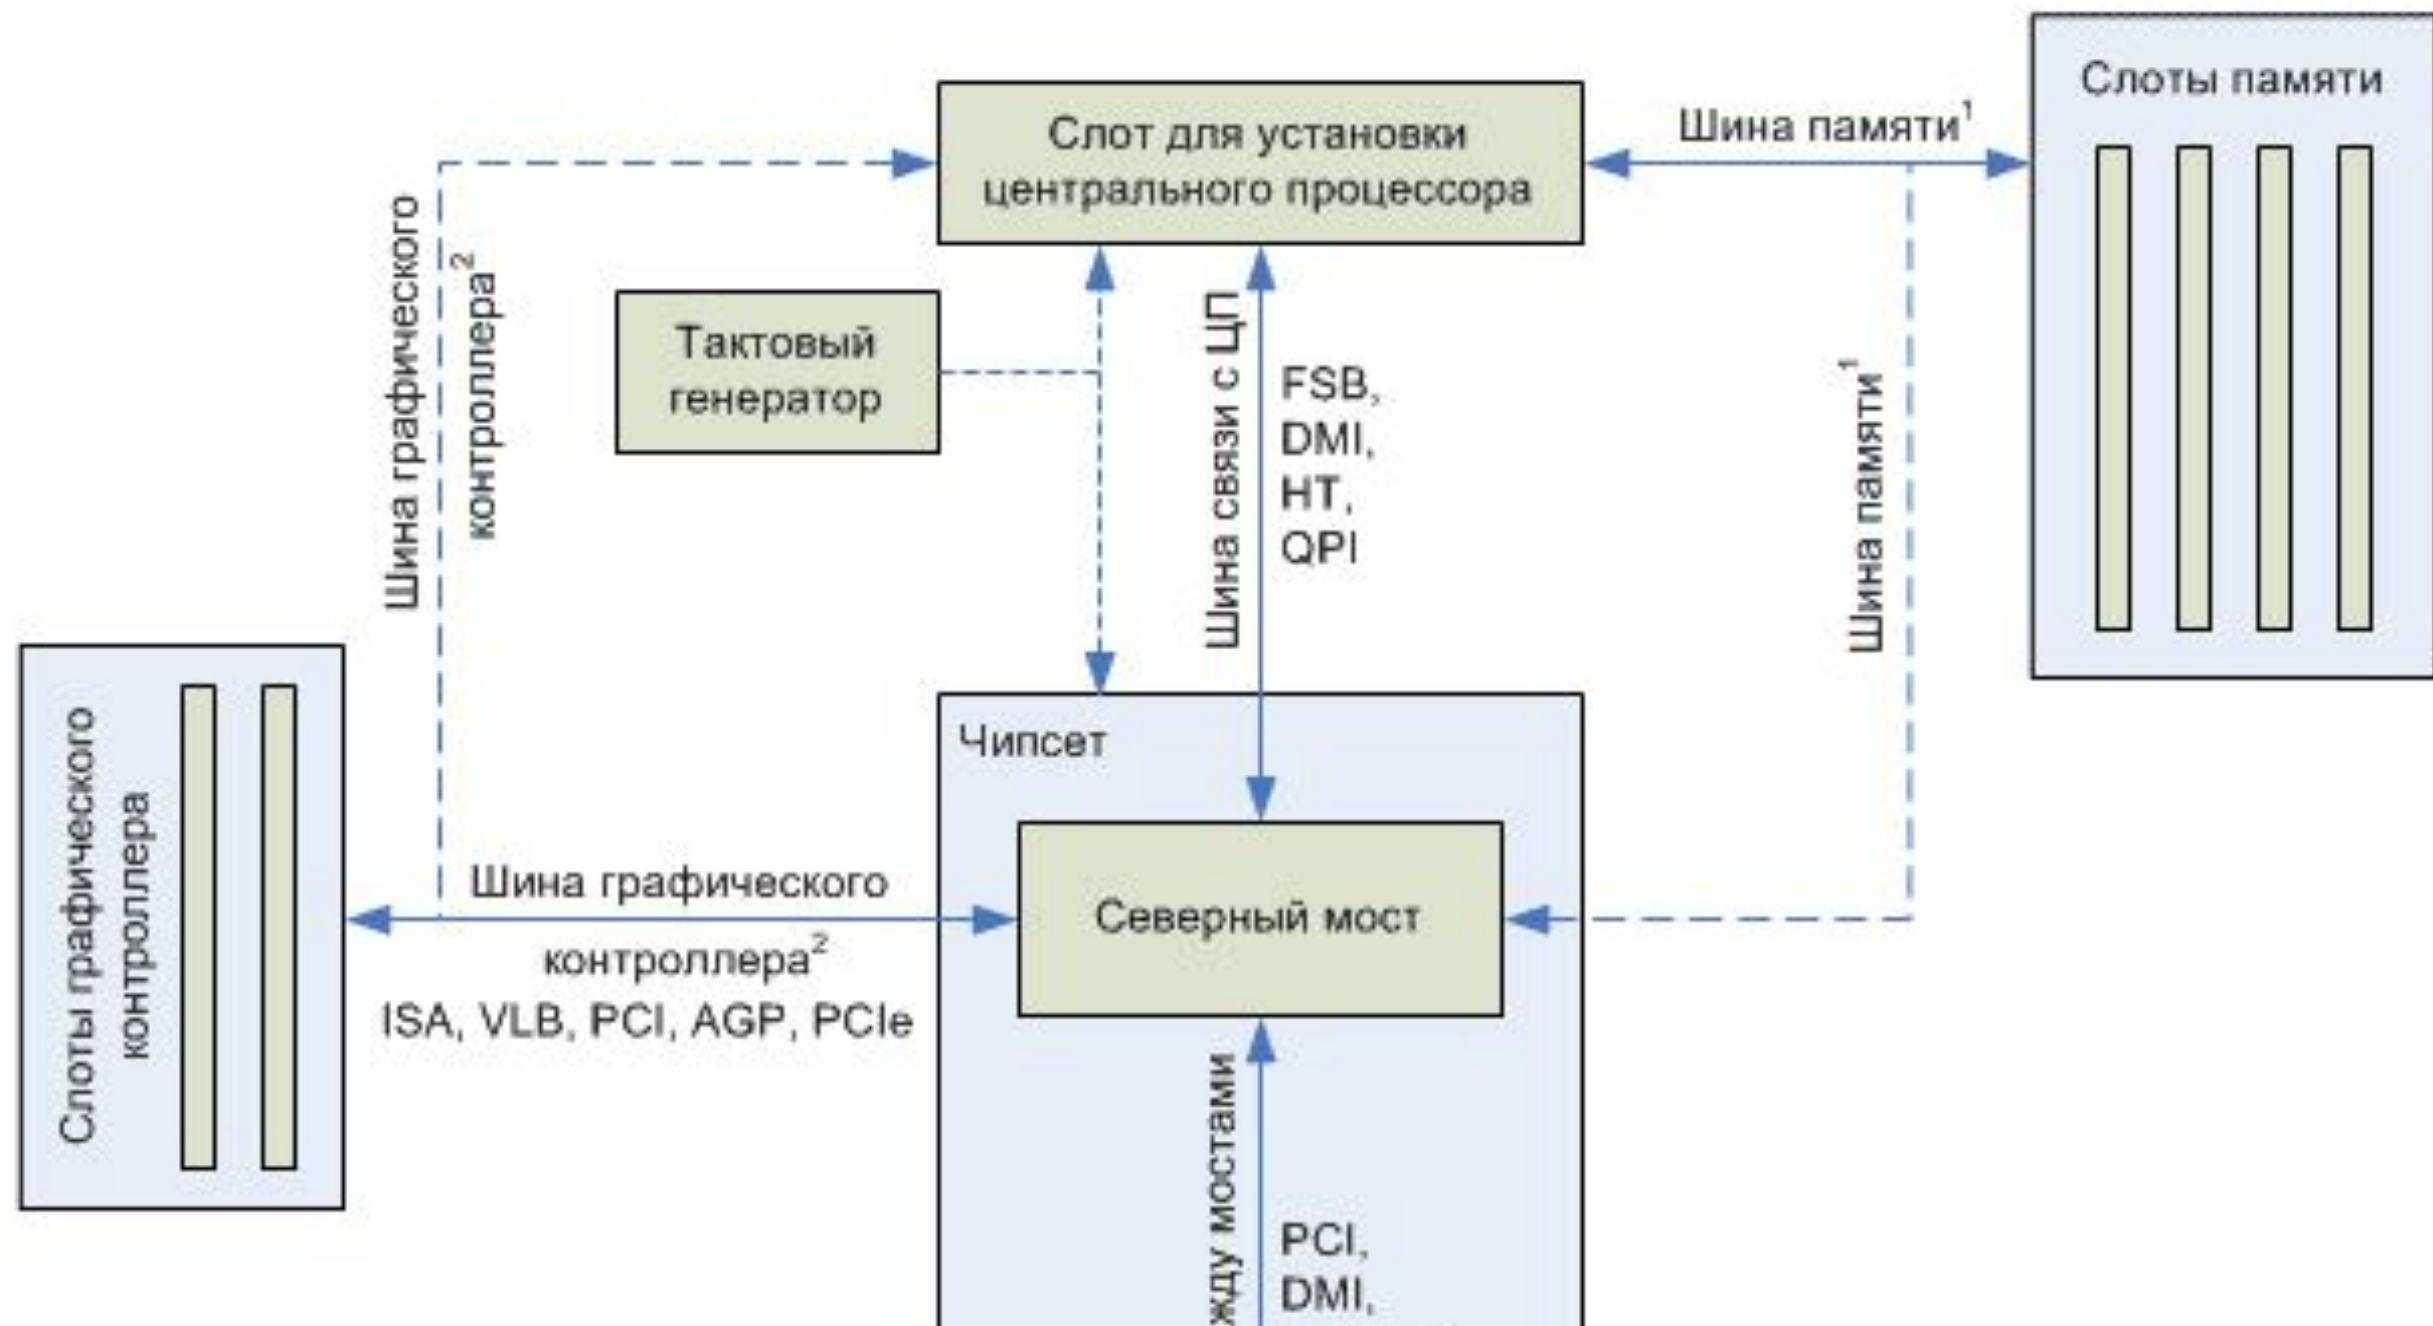 Слоты памяти
Шина памяти¹
Слот для установки
центрального процессора
Шина графического
контроллера²
Тактовый
генератор
Шина связи с ЦП
FSB,
DMI,
HT,
QPI
Шина памяти¹
Слоты графического
контроллера
Чипсет
Шина графического
контроллера²
ISA, VLB, PCI, AGP, PCIe
Северный мост
мостами
PCI,
DMI,